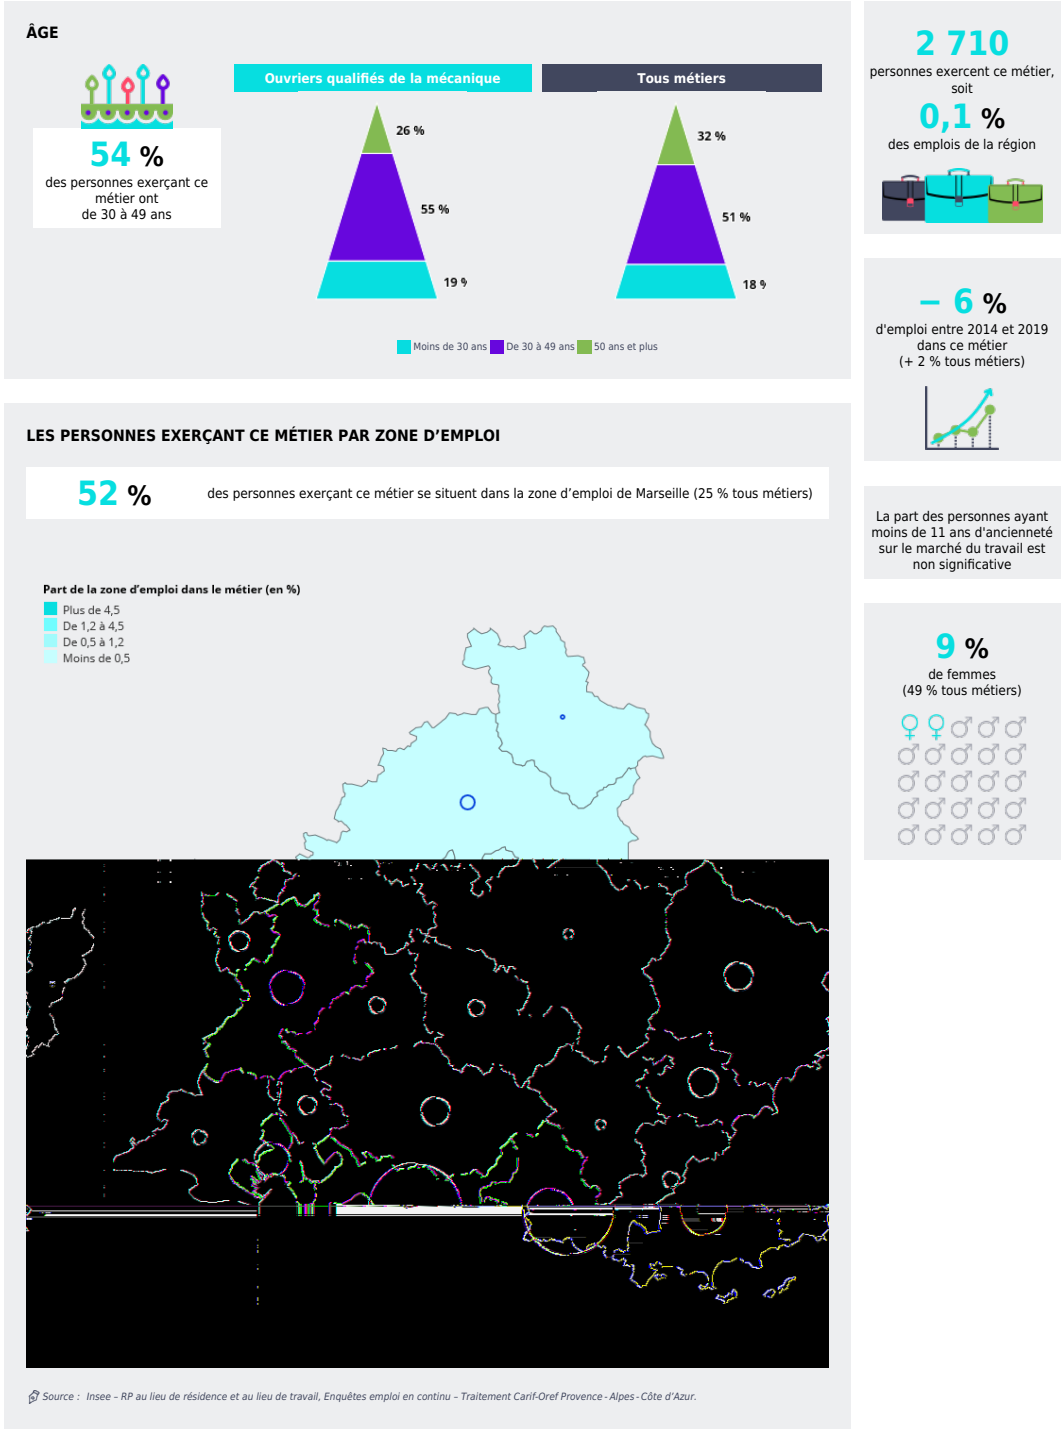 ÂGE
54 %
des personnes exerçant ce
métier ont
de 30 à 49 ans
Ouvriers qualifiés de la mécanique
26 %
55 %
19 %
Tous métiers
32 %
51 %
18 %
Moins de 30 ans De 30 à 49 ans 50 ans et plus
LES PERSONNES EXERÇANT CE MÉTIER PAR ZONE D’EMPLOI
52 %
des personnes exerçant ce métier se situent dans la zone d’emploi de Marseille (25 % tous métiers)
Part de la zone d’emploi dans le métier (en %)
Plus de 4,5
De 1,2 à 4,5
De 0,5 à 1,2
Moins de 0,5
Source : Insee – RP au lieu de résidence et au lieu de travail, Enquêtes emploi en continu – Traitement Carif-Oref Provence - Alpes - Côte d’Azur.
2 710
personnes exercent ce métier,
soit
0,1 %
des emplois de la région
– 6 %
d'emploi entre 2014 et 2019
dans ce métier
(+ 2 % tous métiers)
La part des personnes ayant
moins de 11 ans d'ancienneté
sur le marché du travail est
non significative
9 %
de femmes
(49 % tous métiers)